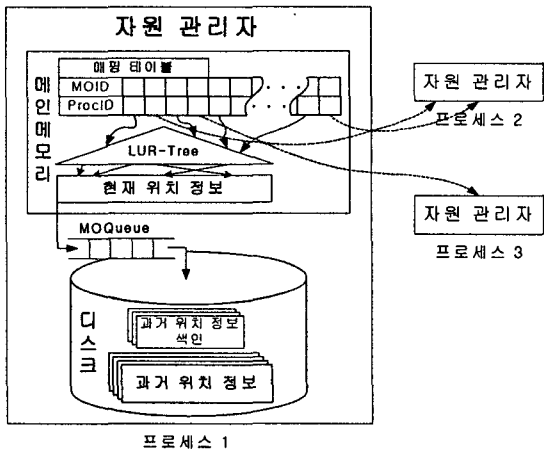 자원 관리자
매핑 테이블
MOID
ProcID
메인메모리
LUR-Tree
현재 위치 정보
MOQueue
디스크
과거 위치 정보
색인
과거 위치 정보
프로세스 1
자원 관리자
프로세스 2
자원 관리자
프로세스 3